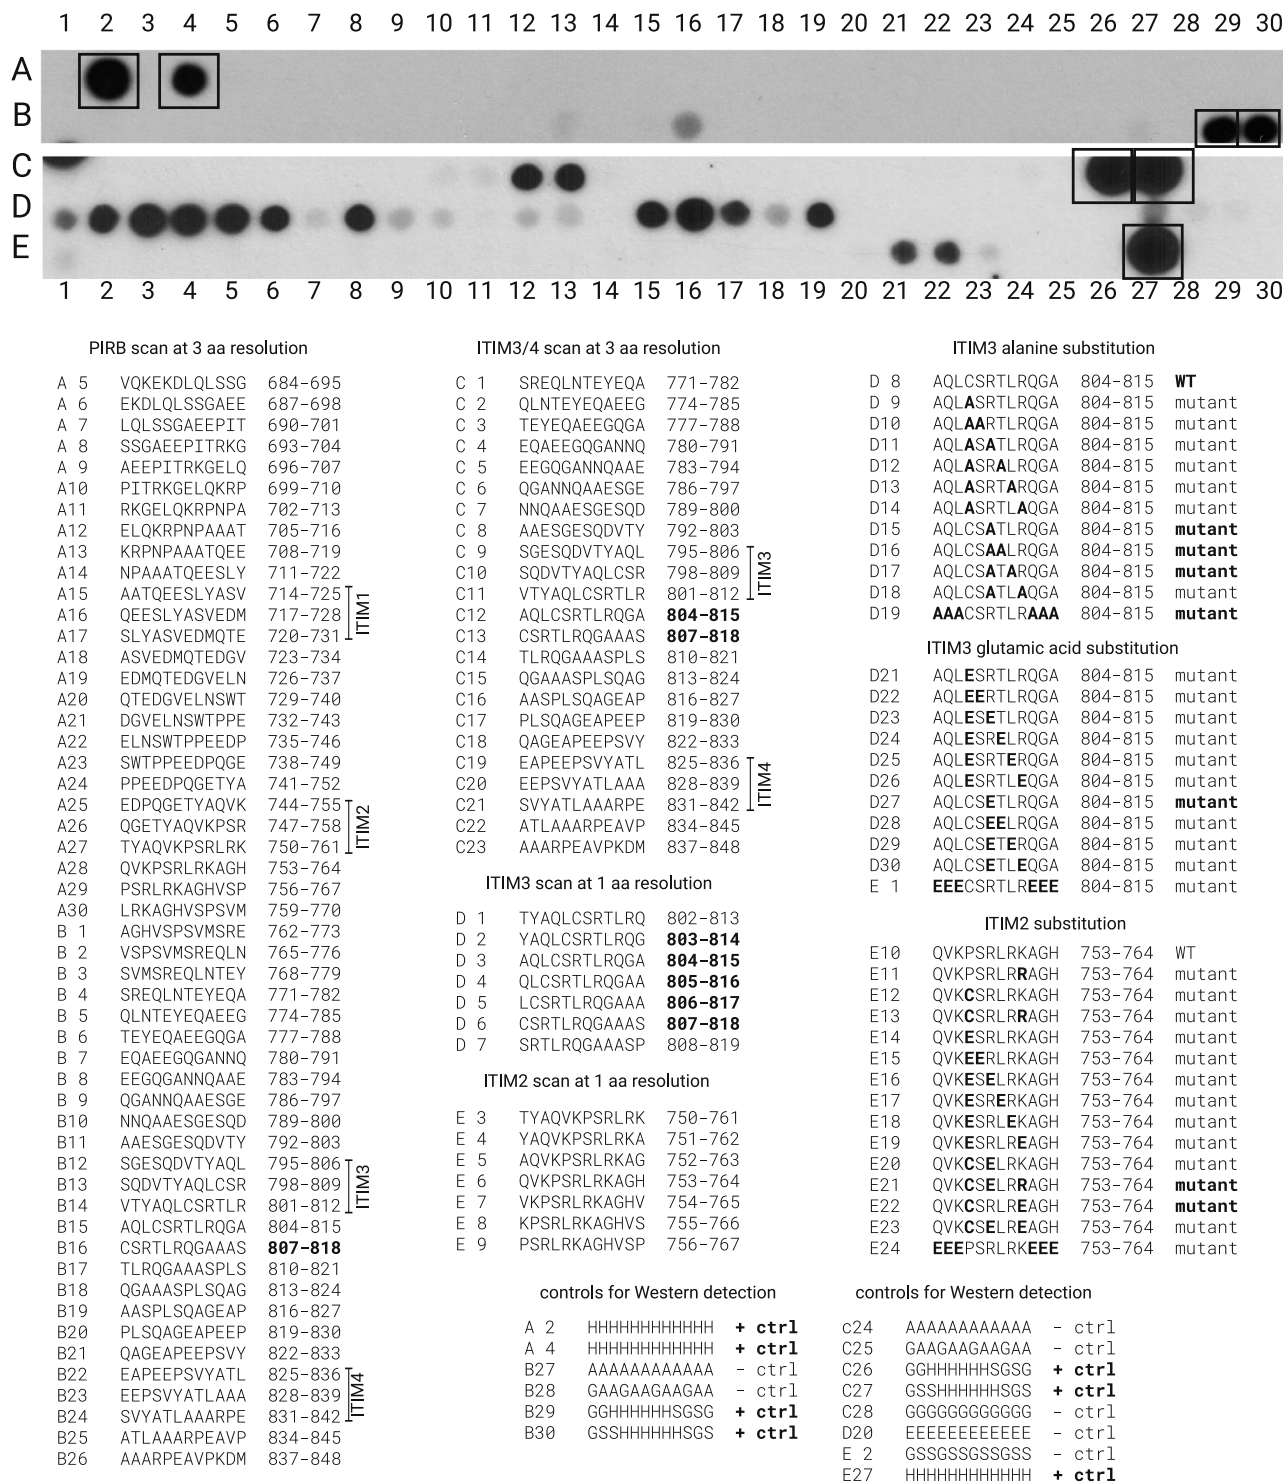 1 2 3 4 5 6 7 8 9 10 11 12 13 14 15 16 17 18 19 20 21 22 23 24 25 26 27 28 29 30
A
B
C
D
E
1 2 3 4 5 6 7 8 9 10 11 12 13 14 15 16 17 18 19 20 21 22 23 24 25 26 27 28 29 30
PIRB scan at 3 aa resolution
A 5 VQKEKDLQLSSG 684-695
A 6 EKDLQLSSGAEE 687-698
A 7 LQLSSGAEEPIT 690-701
A 8 SSGAEEPITRKG 693-704
A 9 AEEPITRKGELQ 696-707
A10 PITRKGELQKRP 699-710
A11 RKGELQKRPNPA 702-713
A12 ELQKRPNPAAAT 705-716
A13 KRPNPAAATQEE 708-719
A14 NPAAATQEESLY 711-722
A15 AATQEESLYASV 714-725
A16 QEESLYASVEDM 717-728
A17 SLYASVEDMQTE 720-731
ITIM1
A18 ASVEDMQTEDGV 723-734
A19 EDMQTEDGVELN 726-737
A20 QTEDGVELNSWT 729-740
A21 DGVELNSWTPPE 732-743
A22 ELNSWTPPEEDP 735-746
A23 SWTPPEEDPQGE 738-749
A24 PPEEDPQGETYA 741-752
A25 EDPQGETYAQVK 744-755
A26 QGETYAQVKPSR 747-758
A27 TYAQVKPSRLRK 750-761
ITIM2
A28 QVKPSRLRKAGH 753-764
A29 PSRLRKAGHVSP 756-767
A30 LRKAGHVSPSVM 759-770
B 1 AGHVSPSVMSRE 762-773
B 2 VSPSVMSREQLN 765-776
B 3 SVMSREQLNTEY 768-779
B 4 SREQLNTEYEQA 771-782
B 5 QLNTEYEQAEEG 774-785
B 6 TEYEQAEEGQGA 777-788
B 7 EQAEEGQGANNQ 780-791
B 8 EEGQGANNQAAE 783-794
B 9 QGANNQAAESGE 786-797
B10 NNQAAESGESQD 789-800
B11 AAESGESQDVTY 792-803
B12 SGESQDVTYAQL 795-806
B13 SQDVTYAQLCSR 798-809
B14 VTYAQLCSRTLR 801-812
ITIM3
B15 AQLCSRTLRQGA 804-815
B16 CSRTLRQGAAAS 807-818
B17 TLRQGAAASPLS 810-821
B18 QGAAASPLSQAG 813-824
B19 AASPLSQAGEAP 816-827
B20 PLSQAGEAPEEP 819-830
B21 QAGEAPEEPSVY 822-833
B22 EAPEEPSVYATL 825-836
B23 EEPSVYATLAAA 828-839
B24 SVYATLAAARPE 831-842
ITIM4
B25 ATLAAARPEAVP 834-845
B26 AAARPEAVPKDM 837-848
ITIM3/4 scan at 3 aa resolution
C 1 SREQLNTEYEQA 771-782
C 2 QLNTEYEQAEEG 774-785
C 3 TEYEQAEEGQGA 777-788
C 4 EQAEEGQGANNQ 780-791
C 5 EEGQGANNQAAE 783-794
C 6 QGANNQAAESGE 786-797
C 7 NNQAAESGESQD 789-800
C 8 AAESGESQDVTY 792-803
C 9 SGESQDVTYAQL 795-806
C10 SQDVTYAQLCSR 798-809
C11 VTYAQLCSRTLR 801-812
ITIM3
C12 AQLCSRTLRQGA 804-815
C13 CSRTLRQGAAAS 807-818
C14 TLRQGAAASPLS 810-821
C15 QGAAASPLSQAG 813-824
C16 AASPLSQAGEAP 816-827
C17 PLSQAGEAPEEP 819-830
C18 QAGEAPEEPSVY 822-833
C19 EAPEEPSVYATL 825-836
C20 EEPSVYATLAAA 828-839
C21 SVYATLAAARPE 831-842
ITIM4
C22 ATLAAARPEAVP 834-845
C23 AAARPEAVPKDM 837-848
ITIM3 scan at 1 aa resolution
D 1 TYAQLCSRTLRQ 802-813
D 2 YAQLCSRTLRQG 803-814
D 3 AQLCSRTLRQGA 804-815
D 4 QLCSRTLRQGAA 805-816
D 5 LCSRTLRQGAAA 806-817
D 6 CSRTLRQGAAAS 807-818
D 7 SRTLRQGAAASP 808-819
ITIM2 scan at 1 aa resolution
E 3 TYAQVKPSRLRK 750-761
E 4 YAQVKPSRLRKA 751-762
E 5 AQVKPSRLRKAG 752-763
E 6 QVKPSRLRKAGH 753-764
E 7 VKPSRLRKAGHV 754-765
E 8 KPSRLRKAGHVS 755-766
E 9 PSRLRKAGHVSP 756-767
ITIM3 alanine substitution
D 8 AQLCSRTLRQGA 804-815 WT
D 9 AQLASRTLRQGA 804-815 mutant
D10 AQLAARTLRQGA 804-815 mutant
D11 AQLASATLRQGA 804-815 mutant
D12 AQLASRALRQGA 804-815 mutant
D13 AQLASRTARQGA 804-815 mutant
D14 AQLASRTLAQGA 804-815 mutant
D15 AQLCSATLRQGA 804-815 mutant
D16 AQLCSAALRQGA 804-815 mutant
D17 AQLCSATARQGA 804-815 mutant
D18 AQLCSATLAQGA 804-815 mutant
D19 AAACSRTLRAAA 804-815 mutant
ITIM3 glutamic acid substitution
D21 AQLESRTLRQGA 804-815 mutant
D22 AQLEERTLRQGA 804-815 mutant
D23 AQLESETLRQGA 804-815 mutant
D24 AQLESRELRQGA 804-815 mutant
D25 AQLESRTERQGA 804-815 mutant
D26 AQLESRTLEQGA 804-815 mutant
D27 AQLCSETLRQGA 804-815 mutant
D28 AQLCSEELRQGA 804-815 mutant
D29 AQLCSETERQGA 804-815 mutant
D30 AQLCSETLEQGA 804-815 mutant
E 1 EEECSRTLREEE 804-815 mutant
ITIM2 substitution
E10 QVKPSRLRKAGH 753-764 WT
E11 QVKPSRLRRAGH 753-764 mutant
E12 QVKCSRLRKAGH 753-764 mutant
E13 QVKCSRLRRAGH 753-764 mutant
E14 QVKESRLRKAGH 753-764 mutant
E15 QVKEERLRKAGH 753-764 mutant
E16 QVKESELRKAGH 753-764 mutant
E17 QVKESRERKAGH 753-764 mutant
E18 QVKESRLEKAGH 753-764 mutant
E19 QVKESRLREAGH 753-764 mutant
E20 QVKCSELRKAGH 753-764 mutant
E21 QVKCSELRRAGH 753-764 mutant
E22 QVKCSRLREAGH 753-764 mutant
E23 QVKCSELREAGH 753-764 mutant
E24 EEEPSRLRKEEE 753-764 mutant
controls for Western detection
A 2 HHHHHHHHHHHH + ctrl
A 4 HHHHHHHHHHHH + ctrl
B27 AAAAAAAAAAAA - ctrl
B28 GAAGAAGAAGAA - ctrl
B29 GGHHHHHHSGSG + ctrl
B30 GSSHHHHHHSGS + ctrl
controls for Western detection
c24 AAAAAAAAAAAA - ctrl
C25 GAAGAAGAAGAA - ctrl
C26 GGHHHHHHSGSG + ctrl
C27 GSSHHHHHHSGS + ctrl
C28 GGGGGGGGGGGG - ctrl
D20 EEEEEEEEEEEE - ctrl
E 2 GSSGSSGSSGSS - ctrl
E27 HHHHHHHHHHHH + ctrl